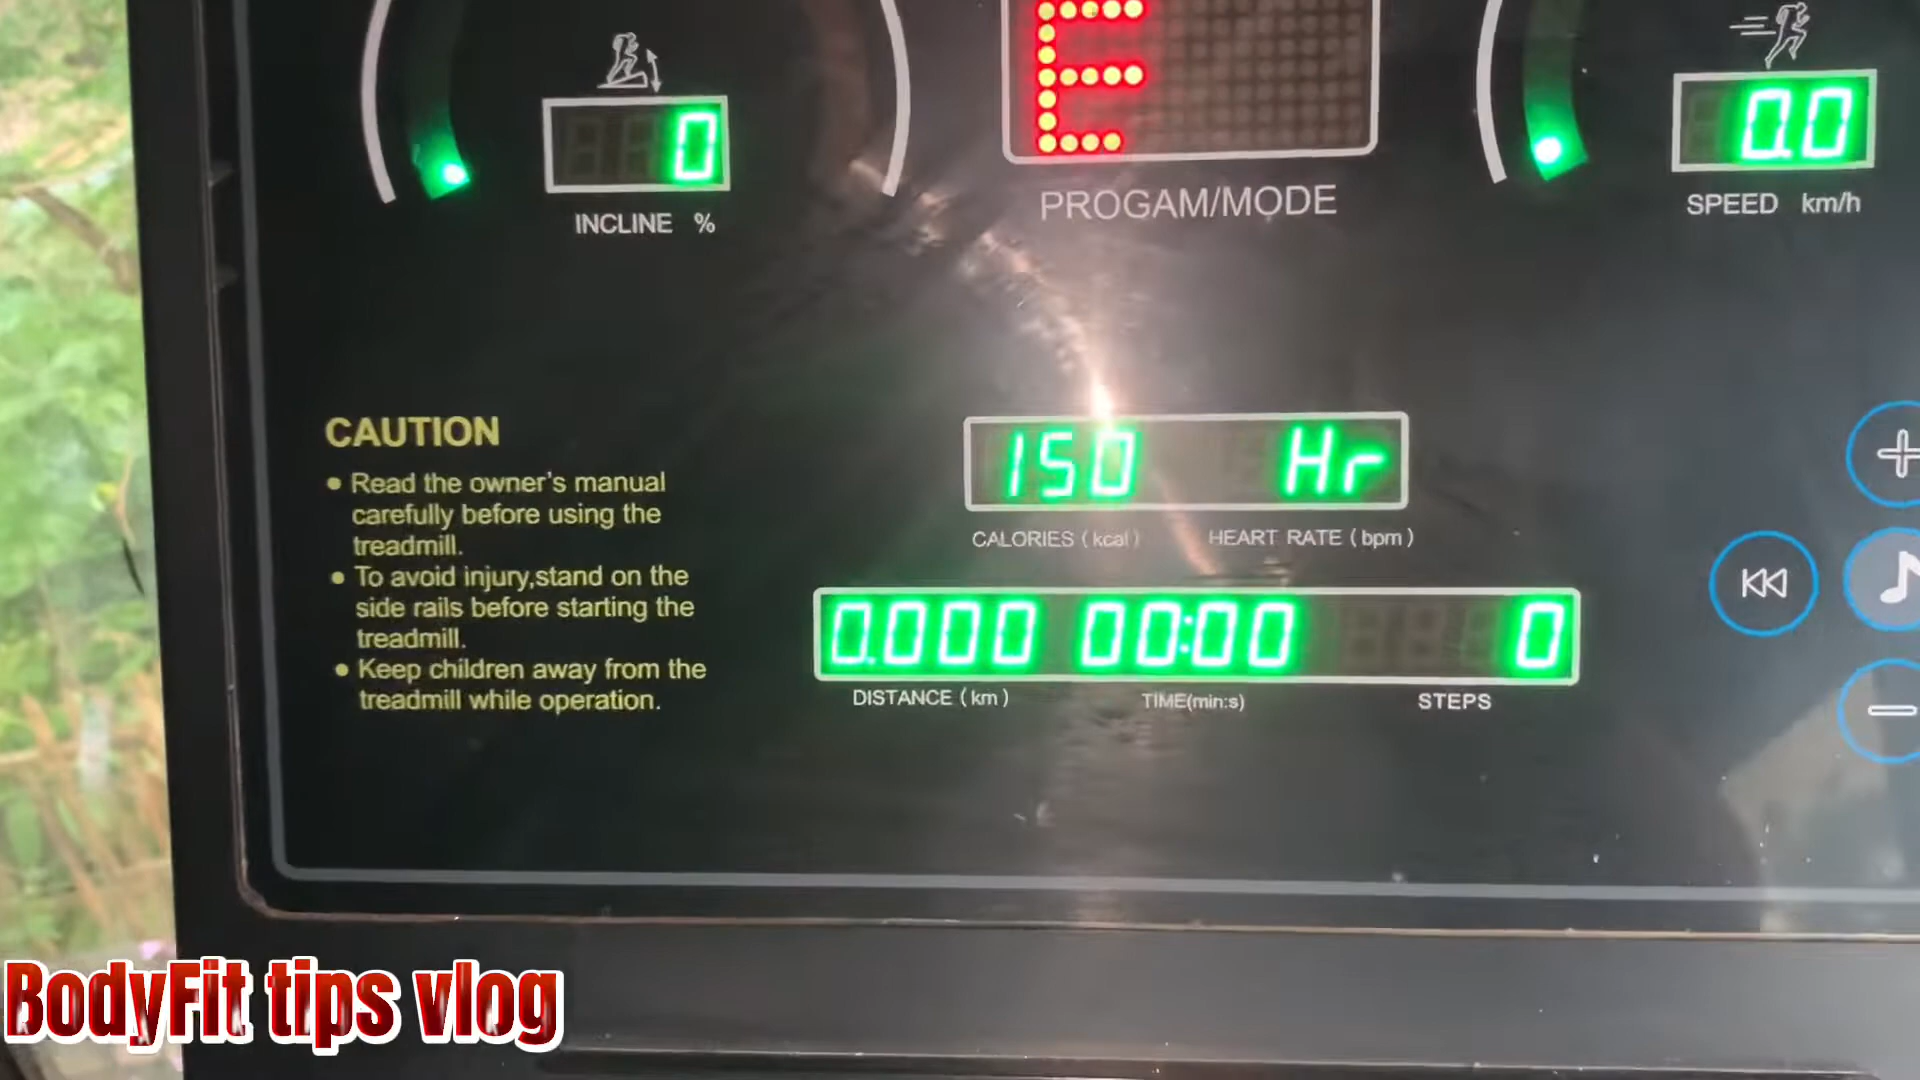 E
0
0.0
INCLINE %
PROGAM/MODE
SPEED km/h
CAUTION
• Read the owner's manual
carefully before using the
treadmill.
• To avoid injury,stand on the
side rails before starting the
treadmill.
• Keep children away from the
treadmill while operation.
150 Hr
CALORIES (kcal) HEART RATE (bpm)
0.000 00:00 0
DISTANCE (km) TIME(min:s) STEPS
BodyFit tips vlog